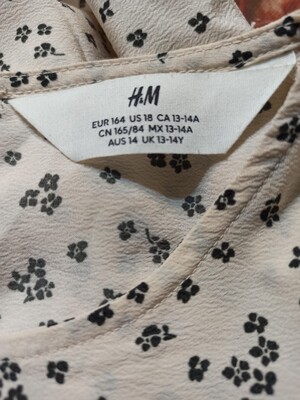 H&M
EUR 164 US 18 CA 13-14A
CN 165/84 MX 13-14A
AUS 14 UK 13-14Y